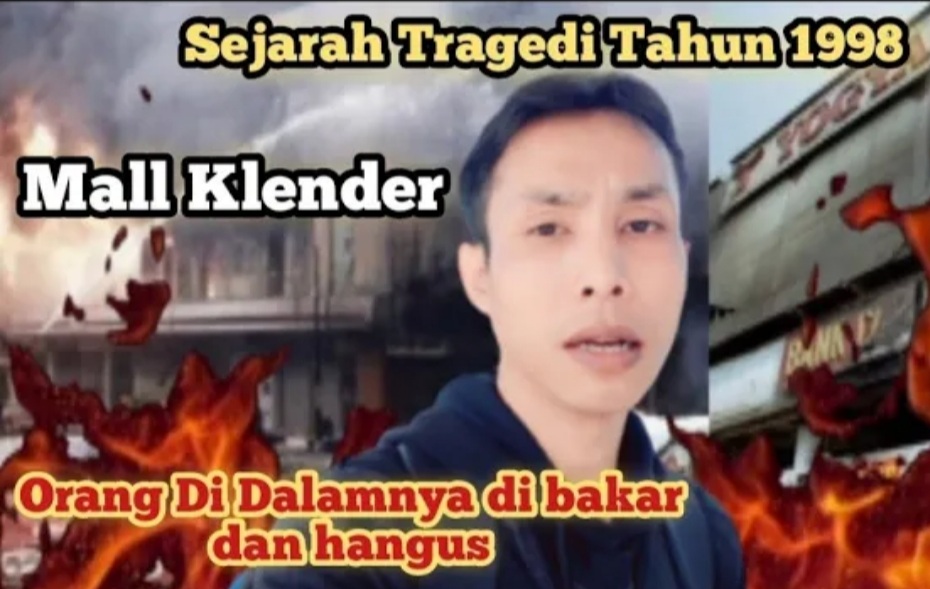 Sejarah Tragedi Tahun 1998
Mall Klender
Orang Di Dalamnya di bakar
dan hangus